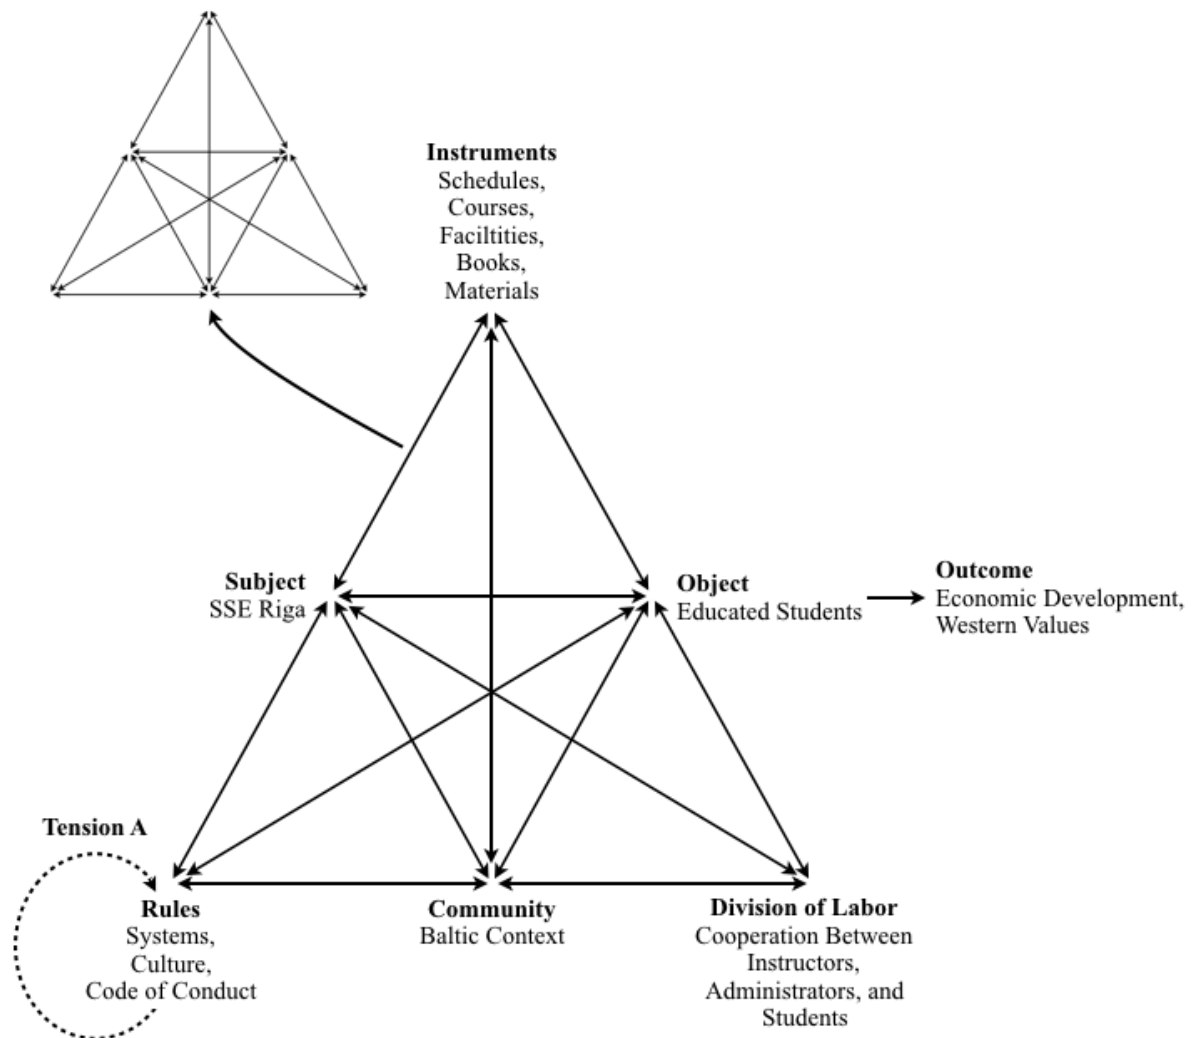 Instruments
Schedules,
Courses,
Faciltities,
Books,
Materials
Subject
SSE Riga
Object
Educated Students
Outcome
Economic Development,
Western Values
Tension A
Rules
Systems,
Culture,
Code of Conduct
Community
Baltic Context
Division of Labor
Cooperation Between
Instructors,
Administrators, and
Students